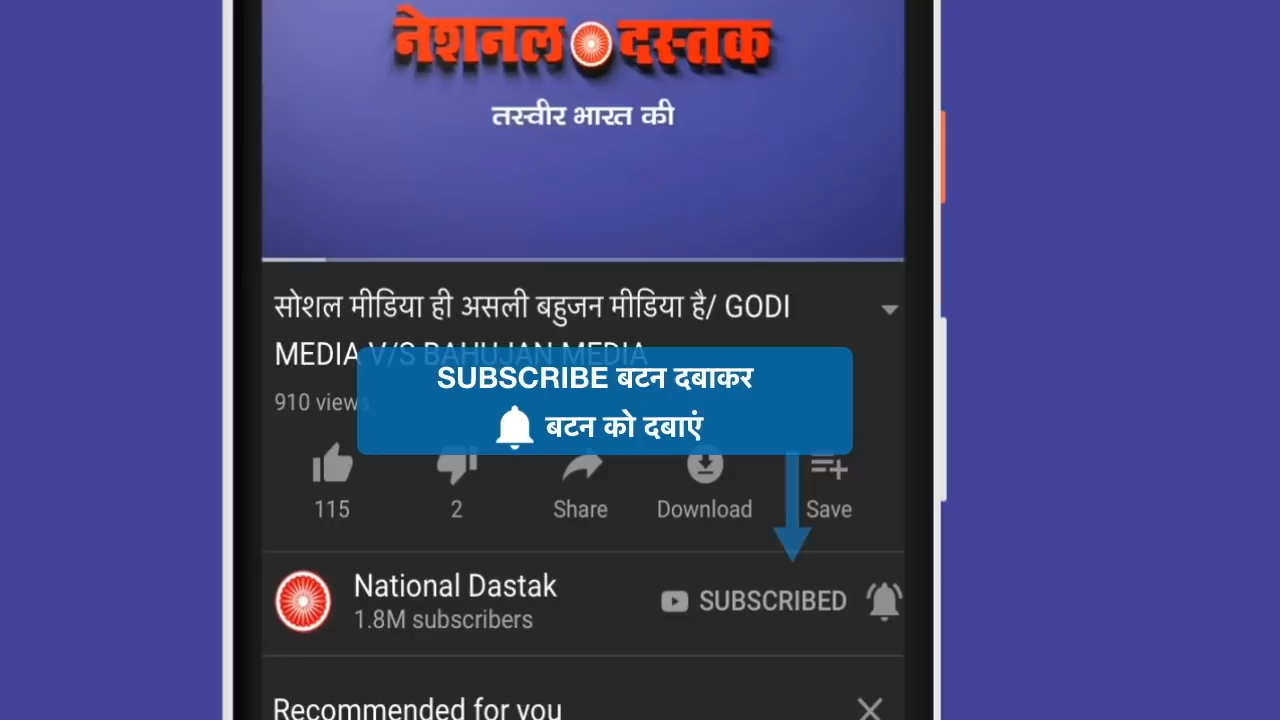 नेशनल दस्तक
तस्वीर भारत की
सोशल मीडिया ही असली बहुजन मीडिया है/ GODI
MEDIA V/S BAHUJAN MEDIA
910 views
SUBSCRIBE बटन दबाकर
बटन को दबाएं
115
2
Share
Download
Save
National Dastak
1.8M subscribers
SUBSCRIBED
Recommended for you